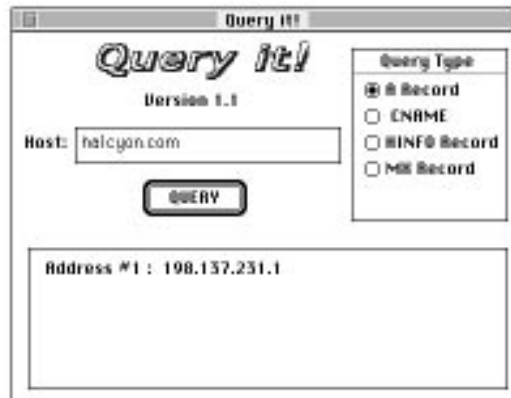 Query it!
Query it!
Version 1.1
Host: halcyon.com
QUERY
Query Type
A Record
CNAME
HINFO Record
MX Record
Address #1 : 198.137.231.1